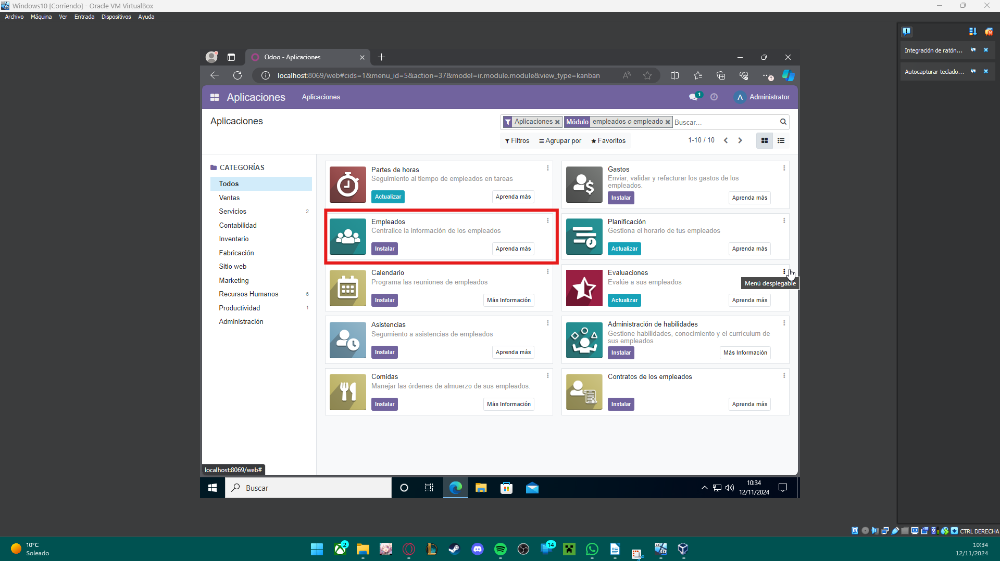 Windows10 [Corriendo] - Oracle VM VirtualBox
Archivo Máquina Ver Entrada Dispositivos Ayuda
Integración de ratón...
Autocapturar teclado...
Odoo - Aplicaciones
localhost:8069/web#cids=1&menu_id=5&action=37&model=ir.module.module&view_type=kanban
Aplicaciones Aplicaciones 1 A Administrator
Aplicaciones
Aplicaciones Módulo empleados o empleado Buscar...
Filtros Agrupar por Favoritos 1-10 / 10
CATEGORÍAS
Todos
Ventas
Servicios 2
Contabilidad
Inventario
Fabricación
Sitio web
Marketing
Recursos Humanos 6
Productividad 1
Administración
Partes de horas
Seguimiento al tiempo de empleados en tareas
Actualizar Aprenda más
Gastos
Enviar, validar y refacturar los gastos de los
empleados.
Instalar Aprenda más
Empleados
Centralice la información de los empleados
Instalar Aprenda más
Planificación
Gestiona el horario de tus empleados
Actualizar Aprenda más
Calendario
Programa las reuniones de empleados
Instalar Más Información
Evaluaciones
Evalúe a sus empleados
Menú desplegable
Actualizar Aprenda más
Asistencias
Segumiento a asistencias de empleados
Instalar Aprenda más
Administración de habilidades
Gestione habilidades, conocimiento y el currículum de
sus empleados
Instalar Más Información
Comidas
Manejar las órdenes de almuerzo de sus empleados.
Instalar Más Información
Contratos de los empleados
Instalar Aprenda más
localhost:8069/web#
Buscar
10:34
12/11/2024
CTRL DERECHA
10°C
Soleado
2
14
10:34
12/11/2024